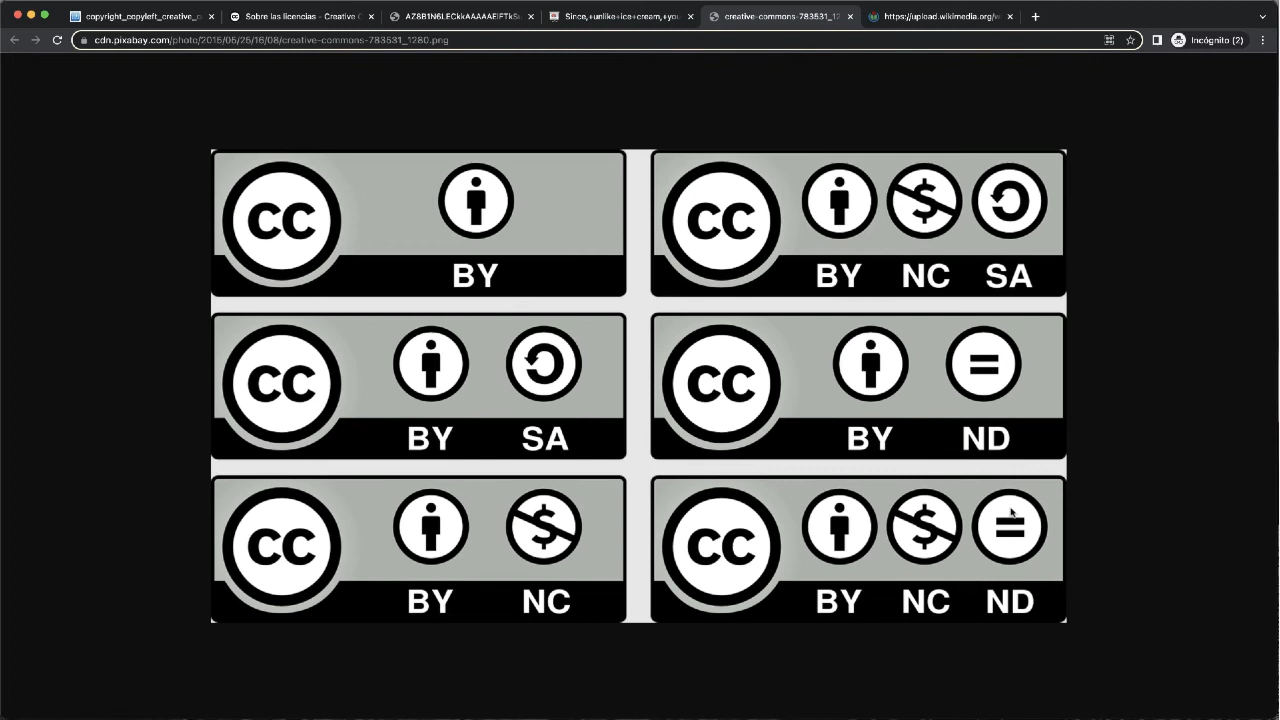 copyright_copyleft_creative_c
Sobre las licencias - Creative C
AZ8B1N6LECkkAAAAAEIFTkSu
Since,+unlike+ice+cream,+you
creative-commons-783531_12
https://upload.wikimedia.org/w
cdn.pixabay.com/photo/2015/05/25/16/08/creative-commons-783531_1280.png
Incógnito (2)
CC BY
CC BY NC SA
CC BY SA
CC BY ND
CC BY NC
CC BY NC ND